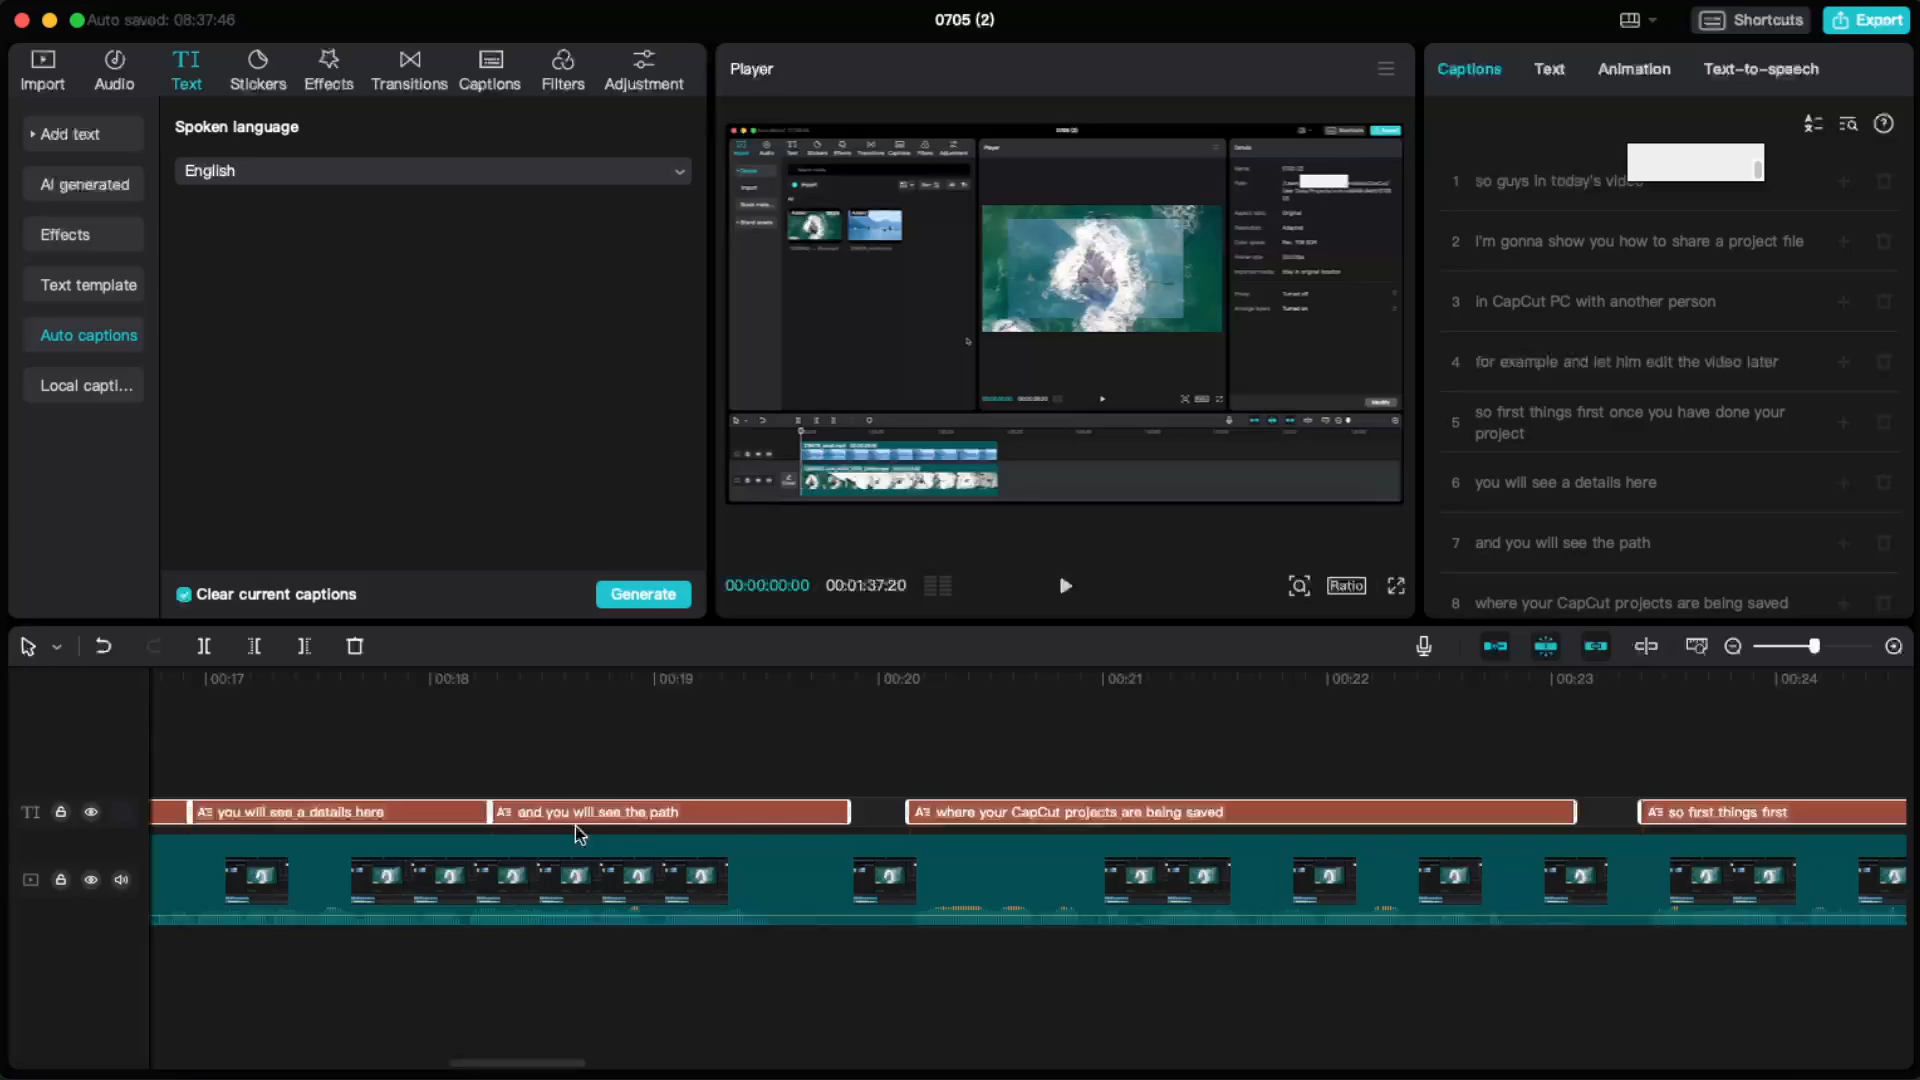 Auto saved: 08:37:46
0705 (2)
Shortcuts
Export
Import
Audio
TI
Text
Stickers
Effects
Transitions
Captions
Filters
Adjustment
Add text
AI generated
Effects
Text template
Auto captions
Local capti...
Spoken language
English
Clear current captions
Generate
Player
00:00:00:00
00:01:37:20
Ratio
Captions
Text
Animation
Text-to-speech
1 so guys in today's video
2 I'm gonna show you how to share a project file
3 in CapCut PC with another person
4 for example and let him edit the video later
5 so first things first once you have done your
project
6 you will see a details here
7 and you will see the path
8 where your CapCut projects are being saved
00:17
00:18
00:19
00:20
00:21
00:22
00:23
00:24
TI
you will see a details here
and you will see the path
where your CapCut projects are being saved
so first things first